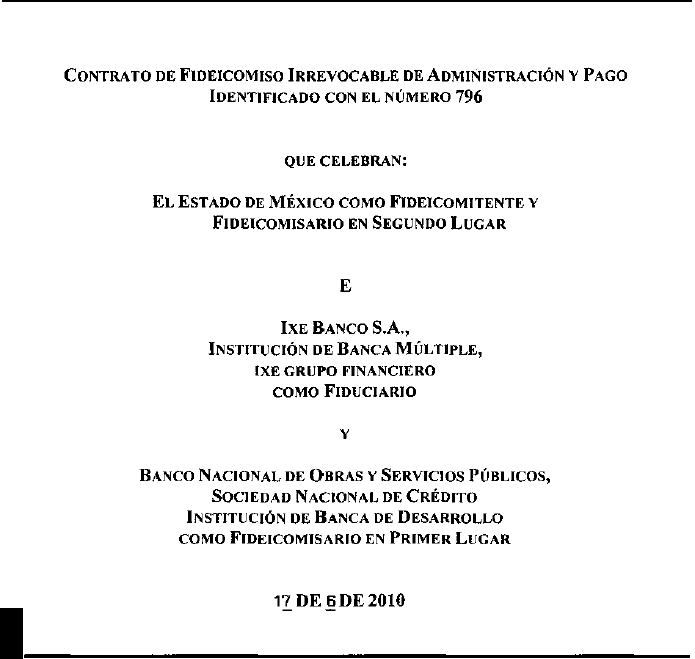 CONTRATO DE FIDEICOMISO IRREVOCABLE DE ADMINISTRACIÓN Y PAGO
IDENTIFICADO CON EL NÚMERO 796
QUE CELEBRAN:
EL ESTADO DE MÉXICO COMO FIDEICOMITENTE Y
FIDEICOMISARIO EN SEGUNDO LUGAR
E
IXE BANCO S.A.,
INSTITUCIÓN DE BANCA MÚLTIPLE,
IXE GRUPO FINANCIERO
COMO FIDUCIARIO
Y
BANCO NACIONAL DE OBRAS Y SERVICIOS PÚBLICOS,
SOCIEDAD NACIONAL DE CRÉDITO
INSTITUCIÓN DE BANCA DE DESARROLLO
COMO FIDEICOMISARIO EN PRIMER LUGAR
17 DE 6 DE 2010